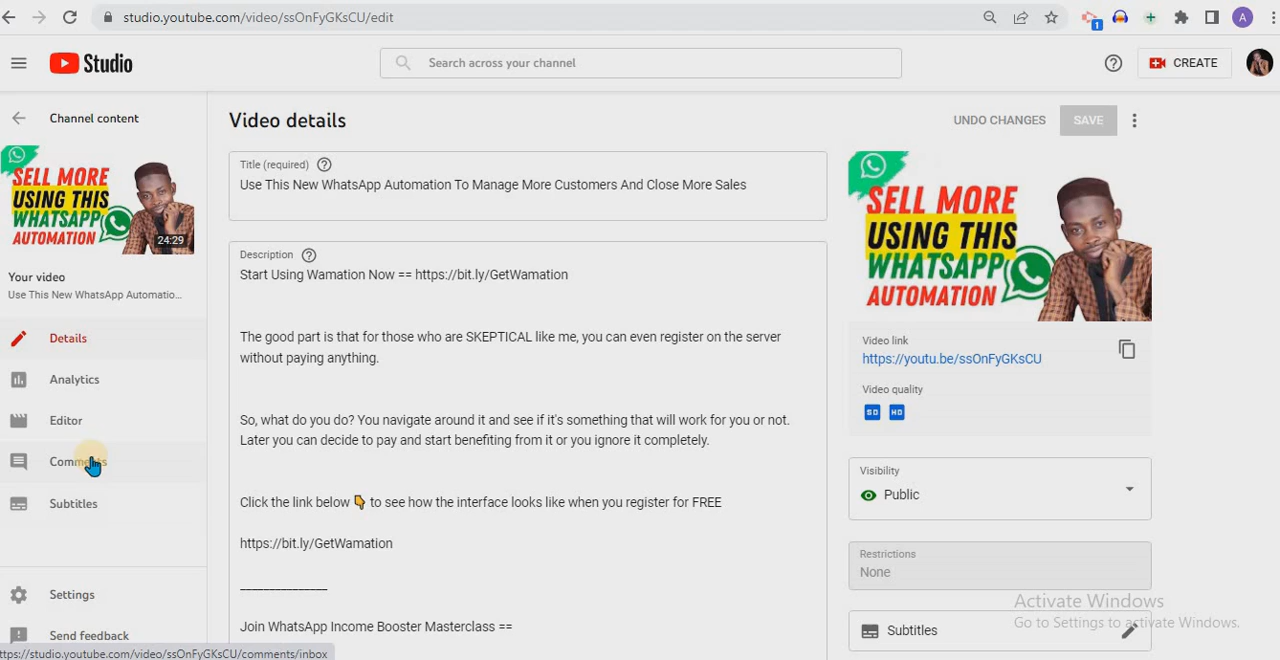 studio.youtube.com/video/ssOnFyGKsCU/edit
1
A
Studio
Search across your channel
CREATE
Channel content
SELL MORE
USING THIS
WHATSAPP
AUTOMATION
24:29
Your video
Use This New WhatsApp Automatio...
Details
Analytics
Editor
Comments
Subtitles
Settings
Send feedback
ttps://studio.youtube.com/video/ssOnFyGKsCU/comments/inbox
Video details
UNDO CHANGES
SAVE
Title (required)
Use This New WhatsApp Automation To Manage More Customers And Close More Sales
Description
Start Using Wamation Now == https://bit.ly/GetWamation
The good part is that for those who are SKEPTICAL like me, you can even register on the server
without paying anything.
So, what do you do? You navigate around it and see if it's something that will work for you or not.
Later you can decide to pay and start benefiting from it or you ignore it completely.
Click the link below 👇 to see how the interface looks like when you register for FREE
https://bit.ly/GetWamation
_______________
Join WhatsApp Income Booster Masterclass ==
SELL MORE
USING THIS
WHATSAPP
AUTOMATION
Video link
https://youtu.be/ssOnFyGKsCU
Video quality
SD HD
Visibility
Public
Restrictions
None
Subtitles
Activate Windows
Go to Settings to activate Windows.